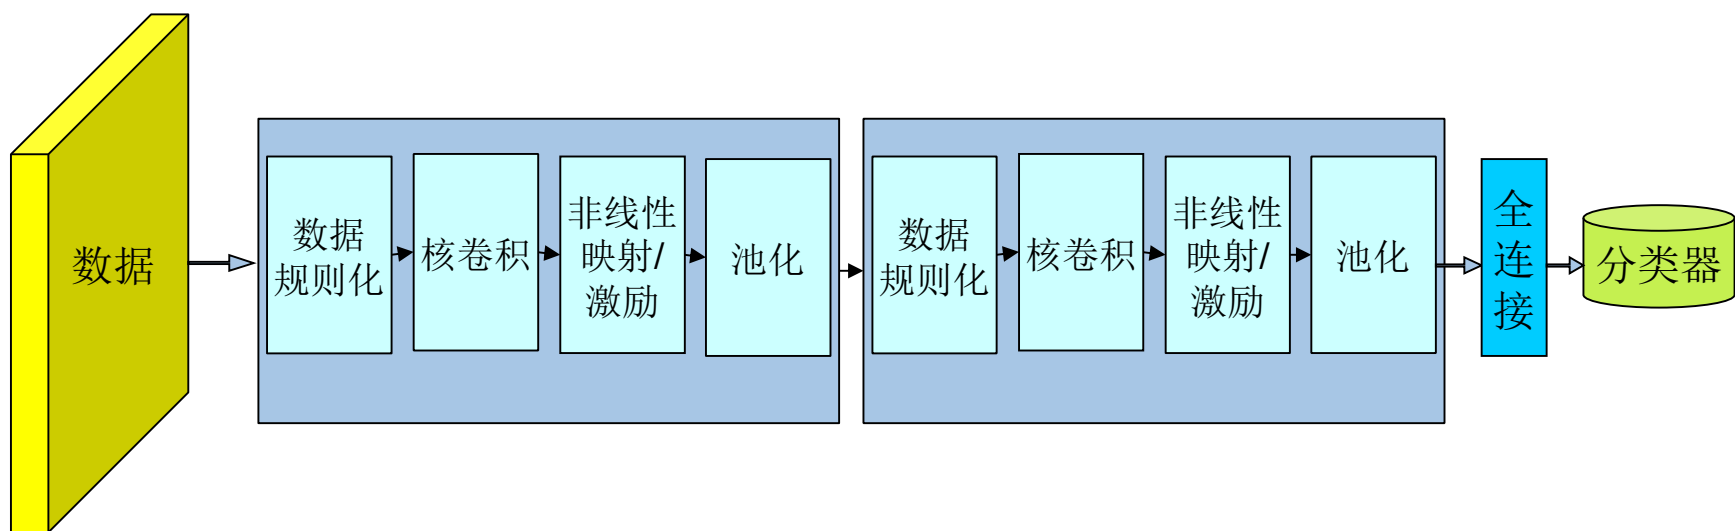 数据
数据
规则化
核卷积
非线性
映射/
激励
池化
数据
规则化
核卷积
非线性
映射/
激励
池化
全
连
接
分类器